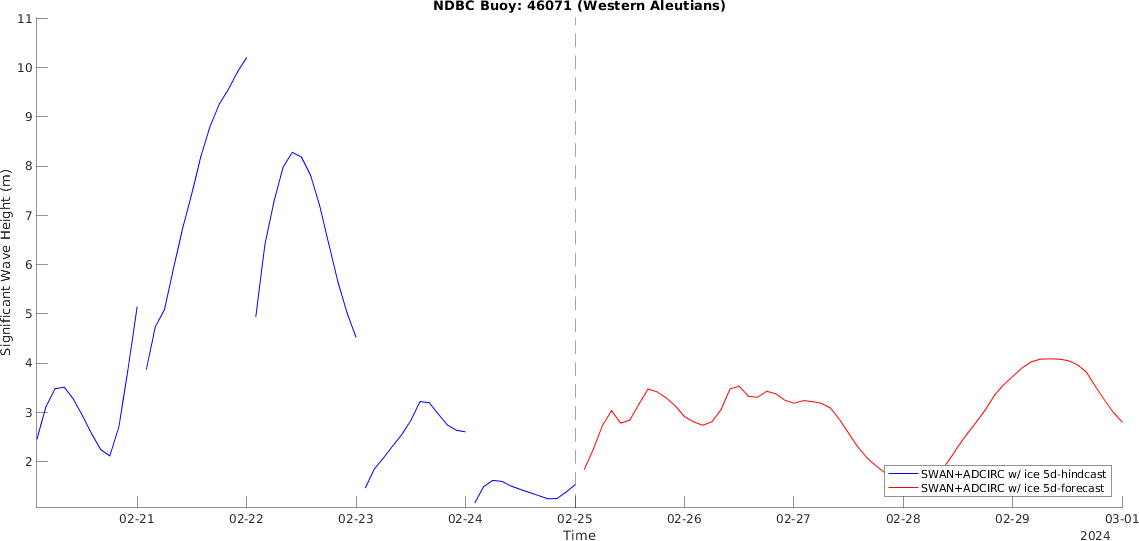 NDBC Buoy: 46071 (Western Aleutians)
11
10
9
8
7
6
5
4
3
2
Significant Wave Height (m)
SWAN+ADCIRC w/ ice 5d-hindcast
SWAN+ADCIRC w/ ice 5d-forecast
02-21 02-22 02-23 02-24 02-25 02-26 02-27 02-28 02-29 03-01
Time
2024